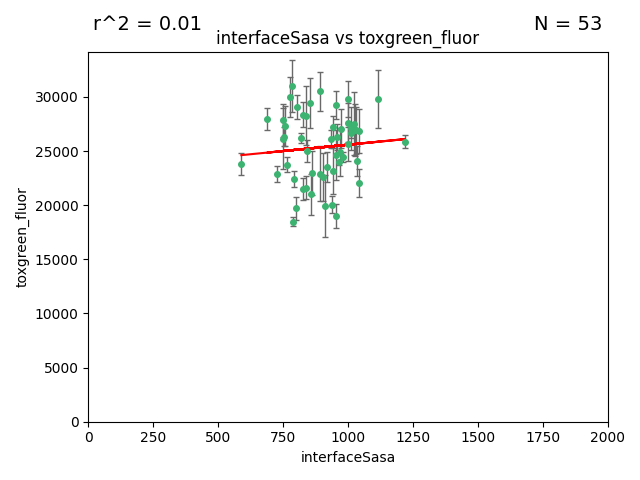 r^2 = 0.01
N = 53
interfaceSasa vs toxgreen_fluor
30000
25000
20000
15000
10000
5000
0
toxgreen_fluor
0 250 500 750 1000 1250 1500 1750 2000
interfaceSasa